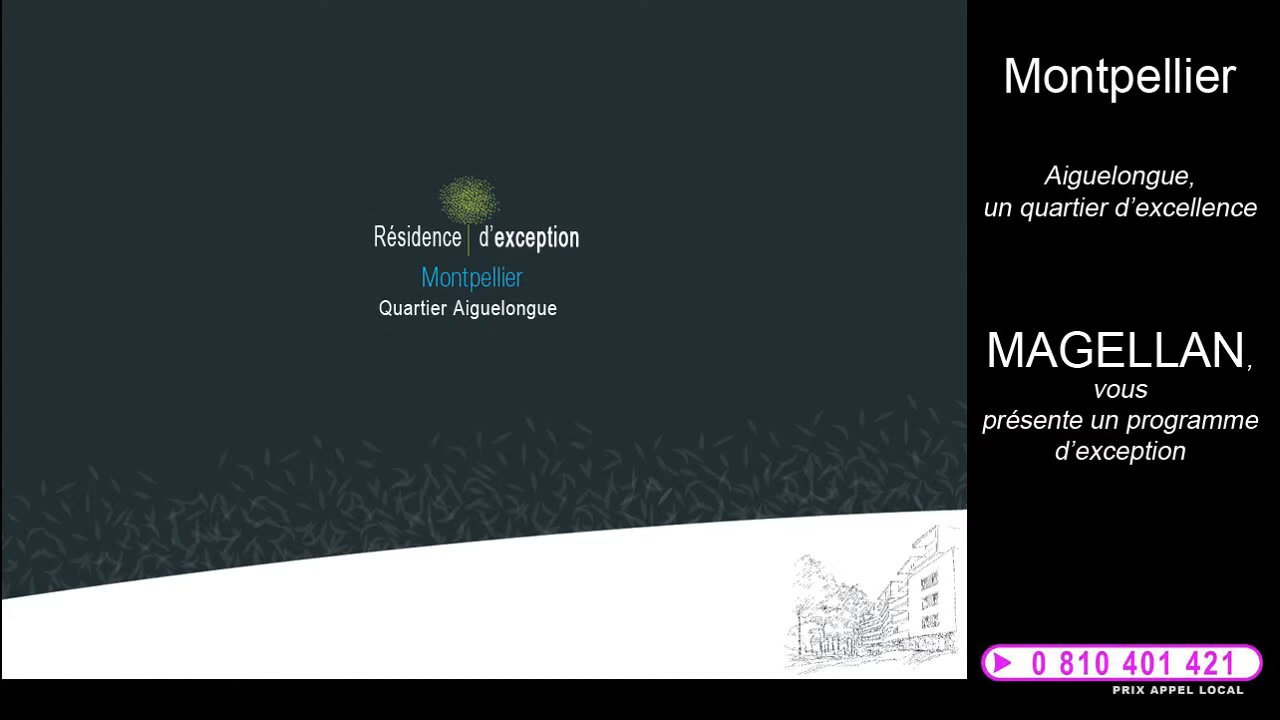 Résidence d'exception
Montpellier
Quartier Aiguelongue
Montpellier
Aiguelongue,
un quartier d'excellence
MAGELLAN,
vous
présente un programme
d'exception
0 810 401 421
PRIX APPEL LOCAL